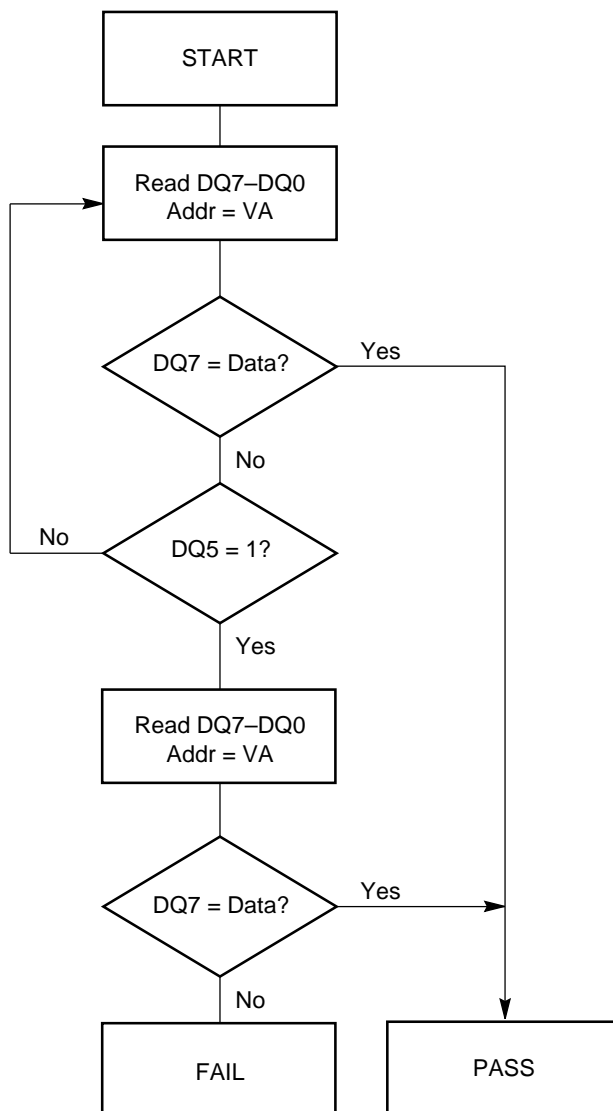 START
Read DQ7–DQ0
Addr = VA
DQ7 = Data?
Yes
No
No
DQ5 = 1?
Yes
Read DQ7–DQ0
Addr = VA
DQ7 = Data?
Yes
No
FAIL
PASS